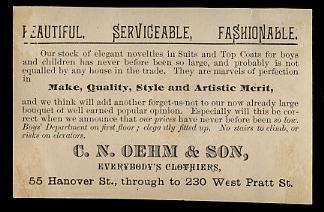 BEAUTIFUL, SERVICEABLE, FASHIONABLE.
Our stock of elegant novelties in Suits and Top Coats for boys
and children has never before been so large, and probably is not
equalled by any house in the trade. They are marvels of perfection
in
Make, Quality, Style and Artistic Merit,
and we think will add another forget-us-not to our now already large
bouquet of well earned popular opinion. Especially will this be cor-
rect when we announce that our prices have never before been so low.
Boys' Department on first floor; elegantly fitted up. No stairs to climb, or
risks on elevators.
C. N. OEHM & SON,
EVERYBODY'S CLOTHIERS,
55 Hanover St., through to 230 West Pratt St.